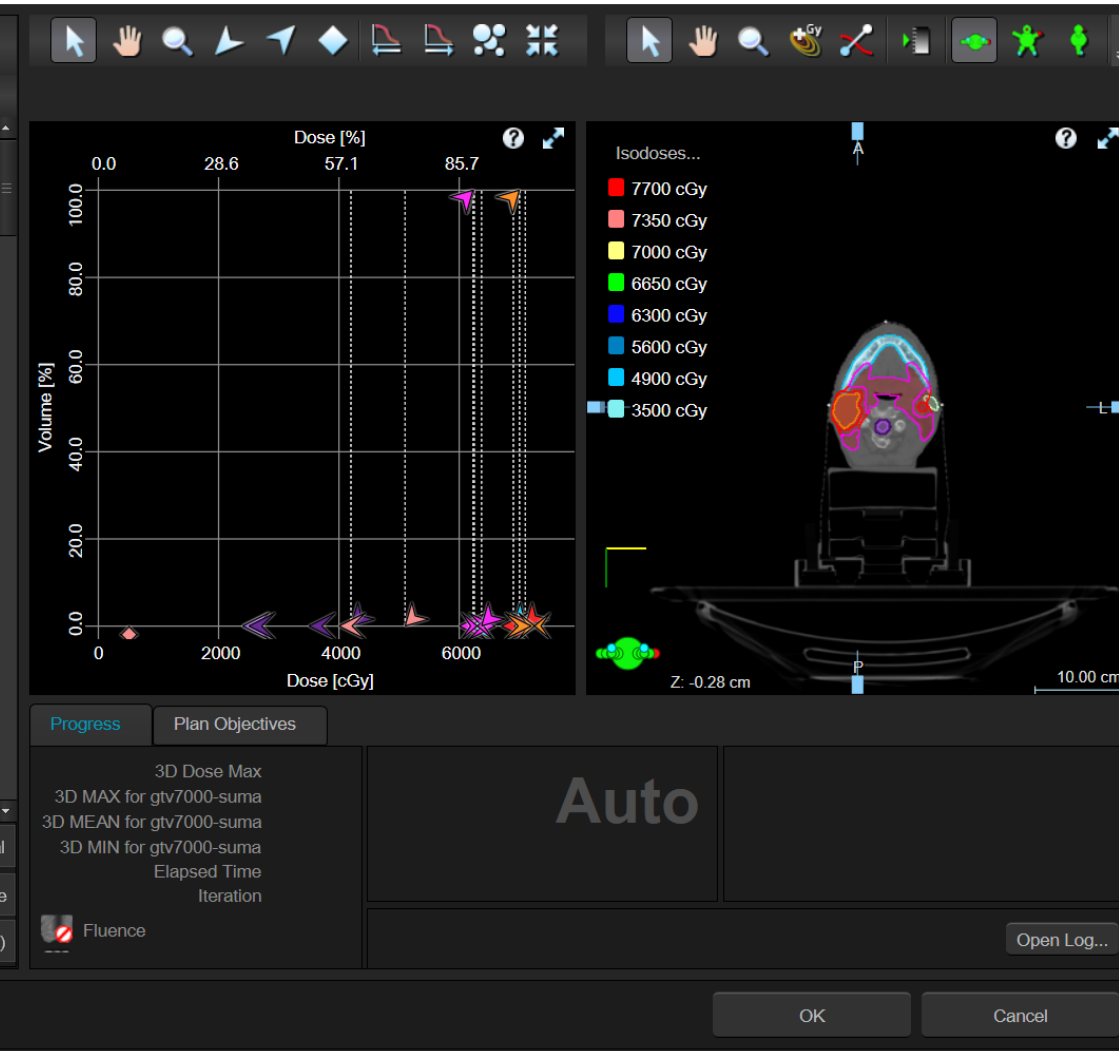 Gy
Dose [%]
0.0 28.6 57.1 85.7
100.0
80.0
60.0
40.0
20.0
0.0
Volume [%]
0 2000 4000 6000
Dose [cGy]
?
Isodoses...
7700 cGy
7350 cGy
7000 cGy
6650 cGy
6300 cGy
5600 cGy
4900 cGy
3500 cGy
A
?
L
P
Z: -0.28 cm
10.00 cm
Progress
Plan Objectives
3D Dose Max
3D MAX for gtv7000-suma
3D MEAN for gtv7000-suma
3D MIN for gtv7000-suma
Elapsed Time
Iteration
Fluence
Auto
Open Log...
OK
Cancel